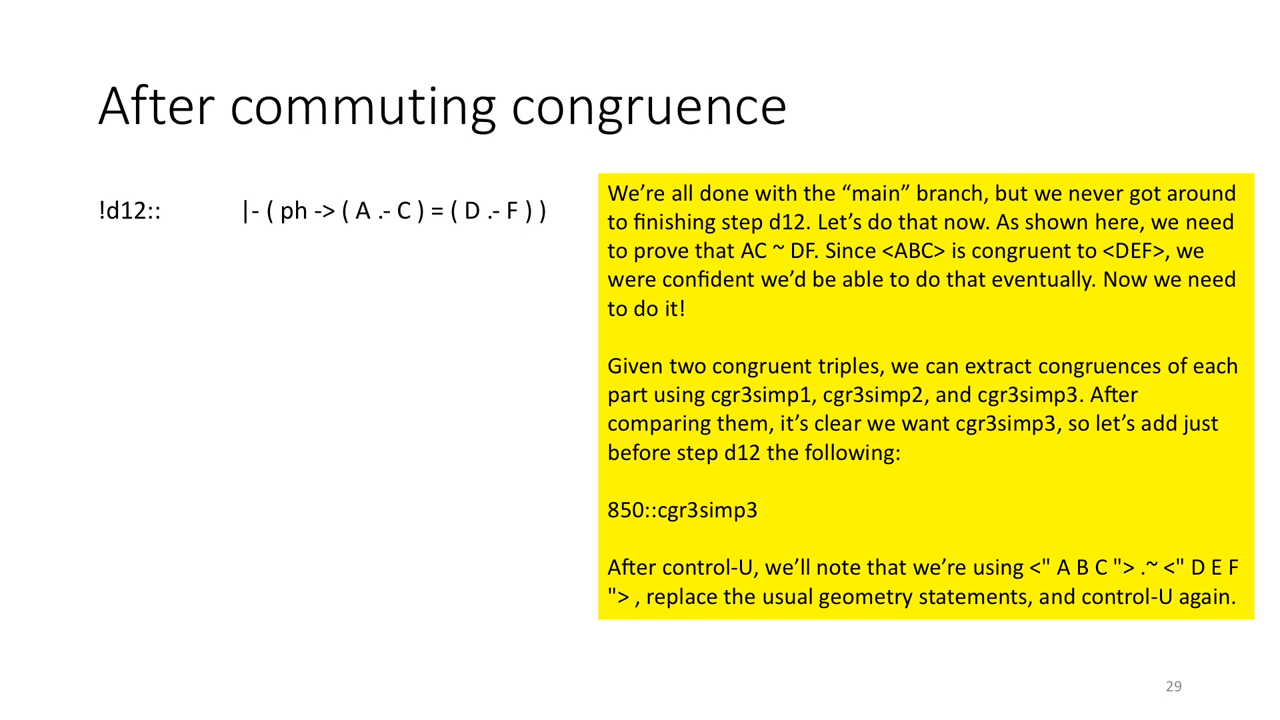 After commuting congruence
!d12:: |- ( ph -> ( A .- C ) = ( D .- F ) )
We’re all done with the “main” branch, but we never got around
to finishing step d12. Let’s do that now. As shown here, we need
to prove that AC ~ DF. Since <ABC> is congruent to <DEF>, we
were confident we’d be able to do that eventually. Now we need
to do it!
Given two congruent triples, we can extract congruences of each
part using cgr3simp1, cgr3simp2, and cgr3simp3. After
comparing them, it’s clear we want cgr3simp3, so let’s add just
before step d12 the following:
850::cgr3simp3
After control-U, we’ll note that we’re using <" A B C "> .~ <" D E F
"> , replace the usual geometry statements, and control-U again.
29